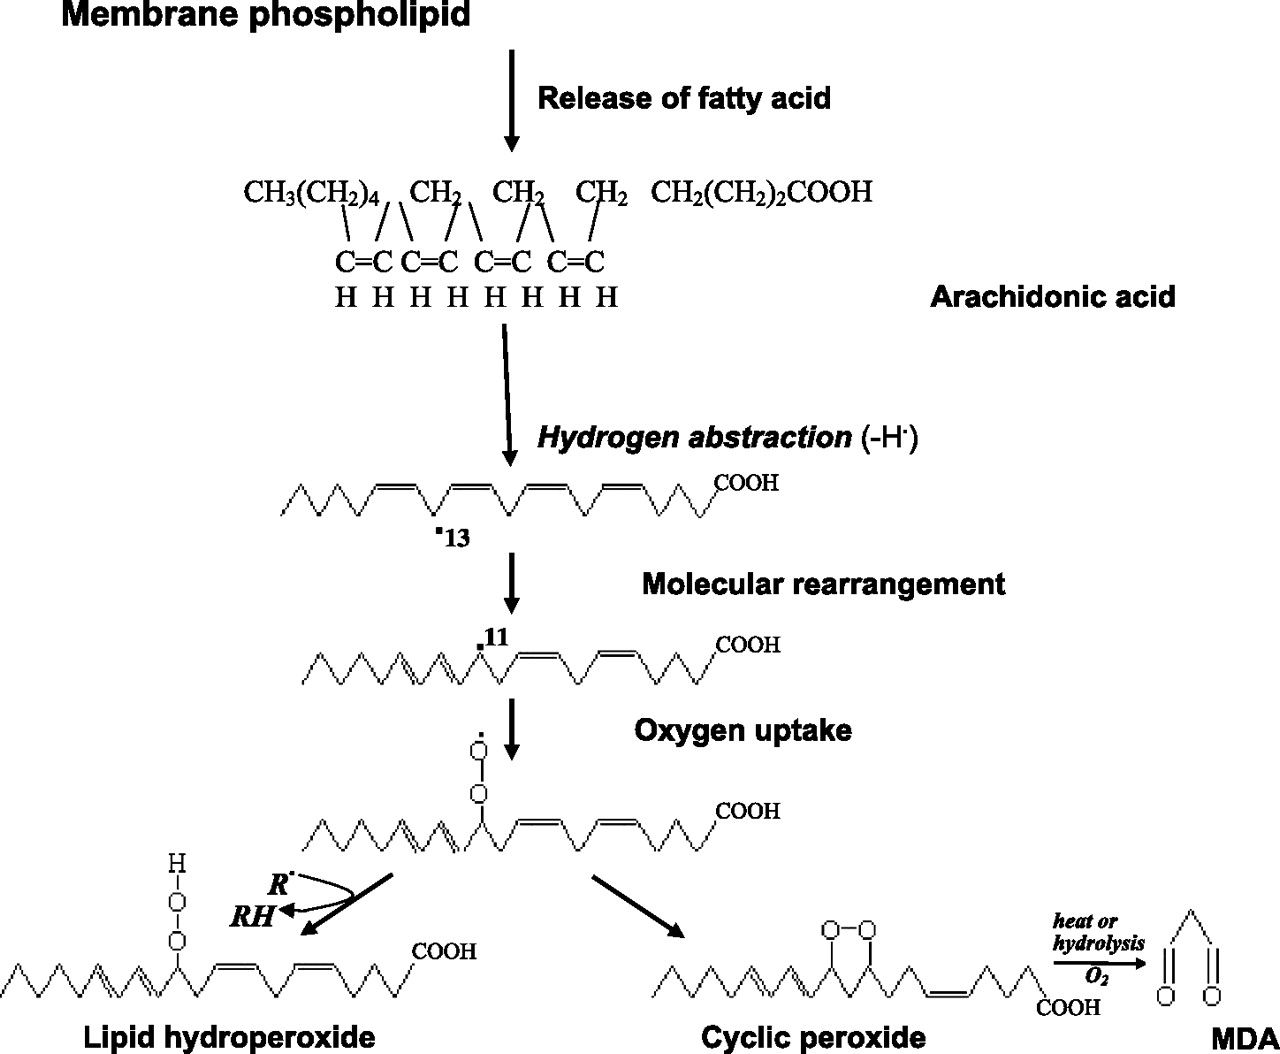 Membrane phospholipid
Release of fatty acid
CH₃(CH₂)₄ CH₂ CH₂ CH₂ CH₂(CH₂)₂COOH
C=C C=C C=C C=C
H H H H H H H H
Arachidonic acid
Hydrogen abstraction (-H·)
COOH
·13
Molecular rearrangement
·11
COOH
Oxygen uptake
O·
O
COOH
H
O
O
R·
RH
COOH
Lipid hydroperoxide
O-O
COOH
Cyclic peroxide
heat or
hydrolysis
O₂
O O
MDA